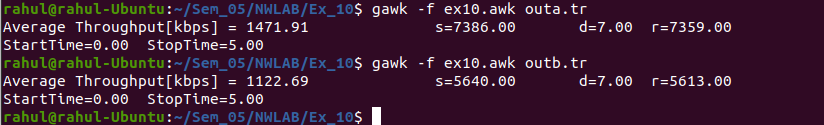 rahul@rahul-Ubuntu:~/Sem_05/NWLAB/Ex_10$ gawk -f ex10.awk outa.tr
Average Throughput[kbps] = 1471.91 s=7386.00 d=7.00 r=7359.00
StartTime=0.00 StopTime=5.00
rahul@rahul-Ubuntu:~/Sem_05/NWLAB/Ex_10$ gawk -f ex10.awk outb.tr
Average Throughput[kbps] = 1122.69 s=5640.00 d=7.00 r=5613.00
StartTime=0.00 StopTime=5.00
rahul@rahul-Ubuntu:~/Sem_05/NWLAB/Ex_10$